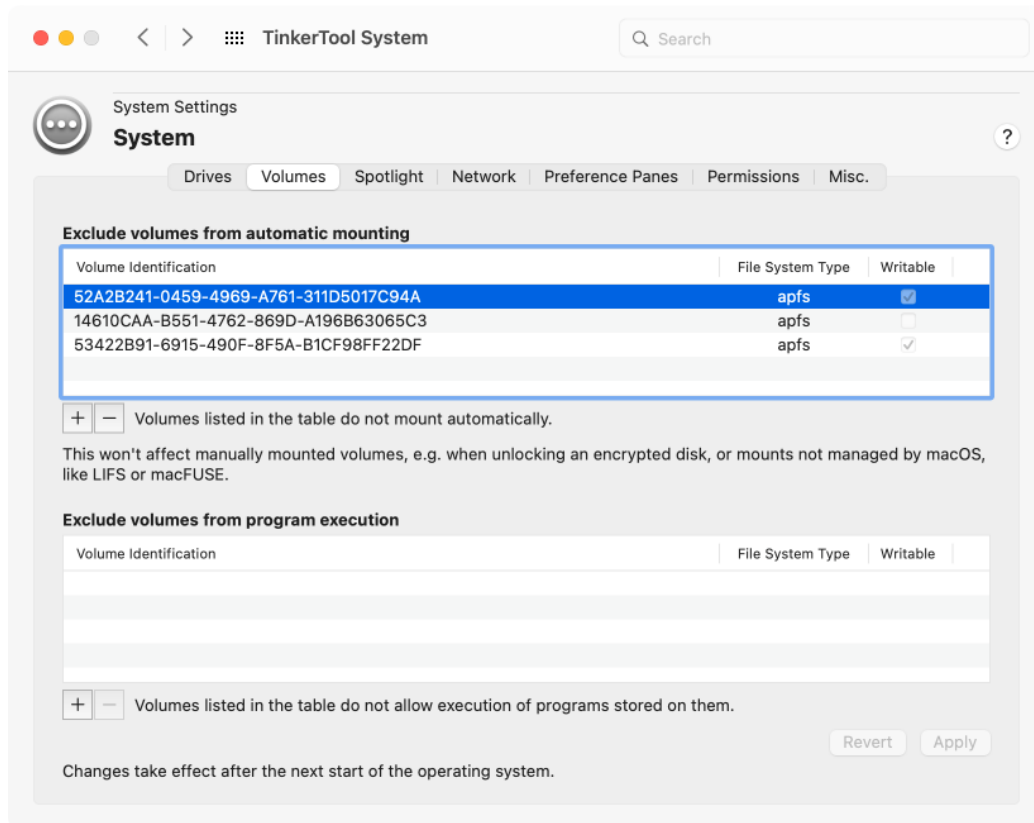 TinkerTool System
Search
System Settings
System
?
Drives
Volumes
Spotlight
Network
Preference Panes
Permissions
Misc.
Exclude volumes from automatic mounting
Volume Identification
File System Type
Writable
52A2B241-0459-4969-A761-311D5017C94A
apfs
14610CAA-B551-4762-869D-A196B63065C3
apfs
53422B91-6915-490F-8F5A-B1CF98FF22DF
apfs
+ − Volumes listed in the table do not mount automatically.
This won't affect manually mounted volumes, e.g. when unlocking an encrypted disk, or mounts not managed by macOS,
like LIFS or macFUSE.
Exclude volumes from program execution
Volume Identification
File System Type
Writable
+ − Volumes listed in the table do not allow execution of programs stored on them.
Revert
Apply
Changes take effect after the next start of the operating system.